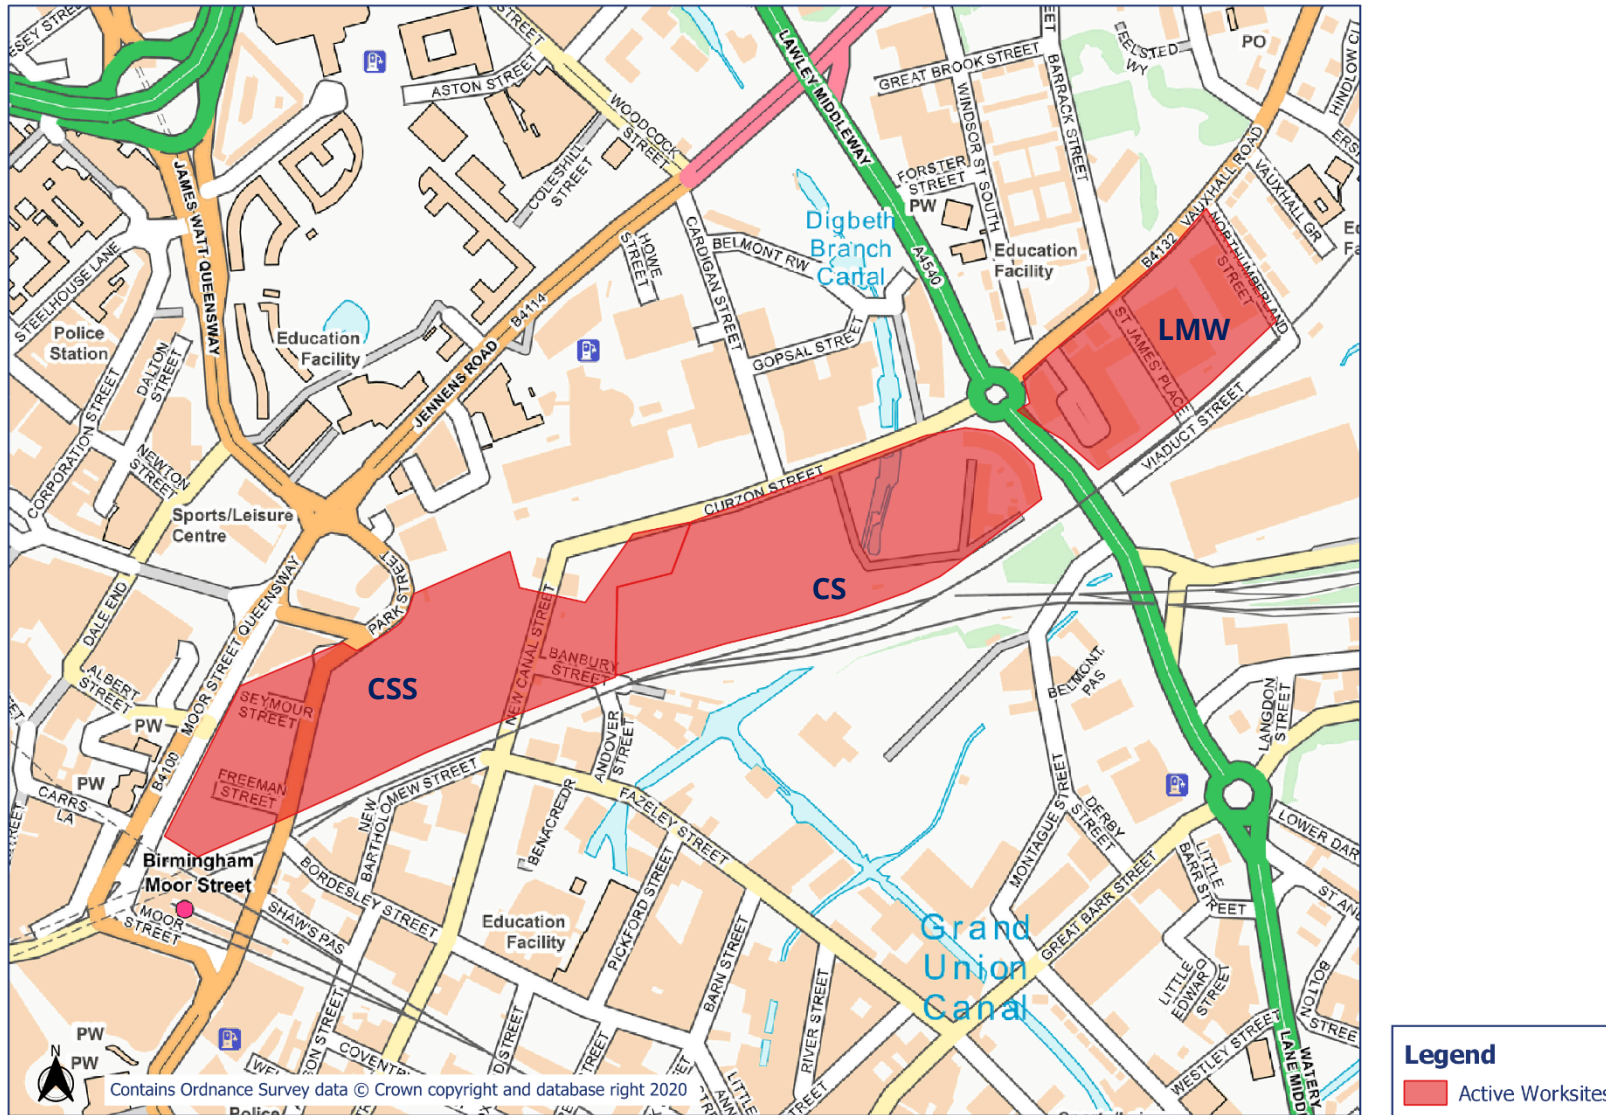 STREET
ASTON STREET
WOODCOCK
STREET
COLESHILL
STREET
LAWLEY MIDDLEWAY
GREAT BROOK STREET
BARRACK STREET
WINDSOR ST SOUTH
FORSTER
STREET
PW
PO
HINDLOW CL
VAUXHALL ROAD
VAUXHALL GR
B4132
NORTHUMBERLAND
STREET
ST JAMES' PLACE
LMW
VIADUCT STREET
Education
Facility
A4540
Digbeth
Branch
Canal
BELMONT RW
CARDIGAN STREET
HOWE
STREET
GOPSAL STREET
B4114
JENNENS ROAD
Education
Facility
JAMES WATT QUEENSWAY
STEELHOUSE LANE
Police
Station
DALTON
STREET
CORPORATION STREET
NEWTON
STREET
Sports/Leisure
Centre
CURZON STREET
CS
PARK STREET
DALE END
MOOR STREET QUEENSWAY
ALBERT
STREET
SEYMOUR
STREET
CSS
NEW CANAL STREET
BANBURY
STREET
PW
B4100
FREEMAN
STREET
PW
CARRS
LA
Birmingham
Moor Street
MOOR
STREET
SHAW'S PAS
BORDESLEY STREET
NEW
BARTHOLOMEW STREET
ANDOVER
STREET
BENACRE DR
FAZELEY STREET
PICKFORD STREET
Education
Facility
BARN STREET
RIVER STREET
BELMONT
PAS
LANGDON
STREET
MONTAGUE STREET
DERBY
STREET
GREAT BARR STREET
LITTLE
BARR STREET
LOWER DAR
LITTLE
EDWARD
STREET
Grand
Union
Canal
WESTLEY STREET
WATERY
LANE MIDD
PW
PW
N
Contains Ordnance Survey data © Crown copyright and database right 2020
Police
Legend
Active Worksites